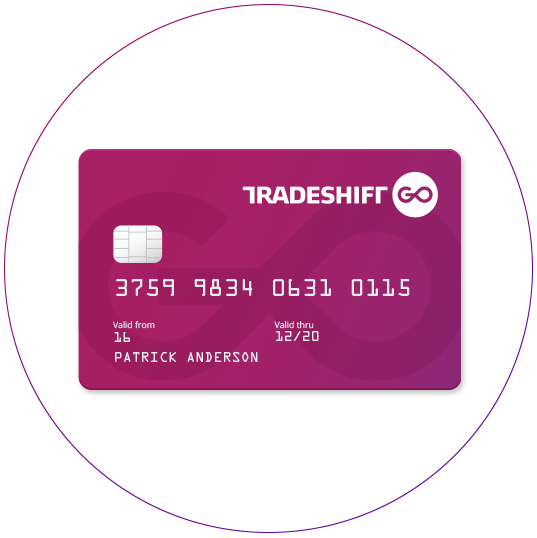 TRADESHIFT GO
3759 9834 0631 0115
Valid from Valid thru
16 12/20
PATRICK ANDERSON